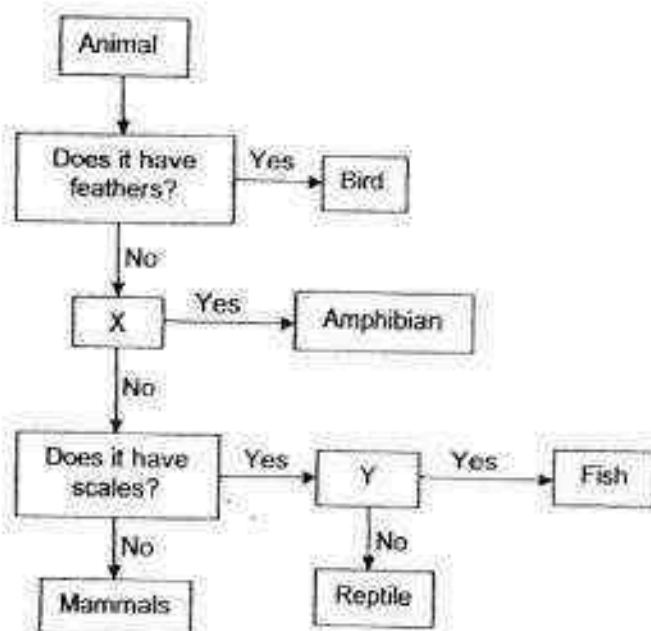 Animal
Does it have
feathers?
Yes
Bird
No
X
Yes
Amphibian
No
Does it have
scales?
Yes
Y
Yes
Fish
No
No
Mammals
Reptile